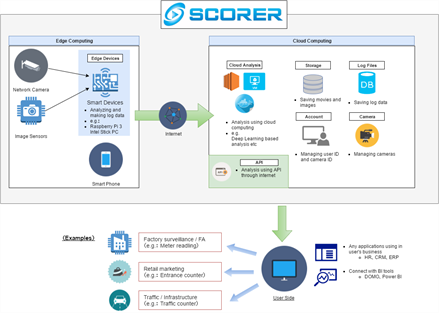 SCORER
Edge Computing
Network Camera
Image Sensors
Edge Devices
Smart Devices
• Analyzing and
making log data
• e.g.:
Raspberry Pi 3
Intel Stick PC
Smart Phone
Internet
Cloud Computing
Cloud Analysis
• Analysis using cloud
computing
• e.g.
Deep Learning based
analysis etc
Storage
• Saving movies and
images
Log Files
DB
• Saving log data
Account
• Managing user ID
and camera ID
Camera
• Managing cameras
API
• Analysis using API
through internet
(Examples)
Factory surveillance / FA
(e.g.: Meter reading)
Retail marketing
(e.g.: Entrance counter)
Traffic / Infrastructure
(e.g.: Traffic counter)
User Side
• Any applications using in
user's business
• HR, CRM, ERP
• Connect with BI tools
• DOMO, Power BI